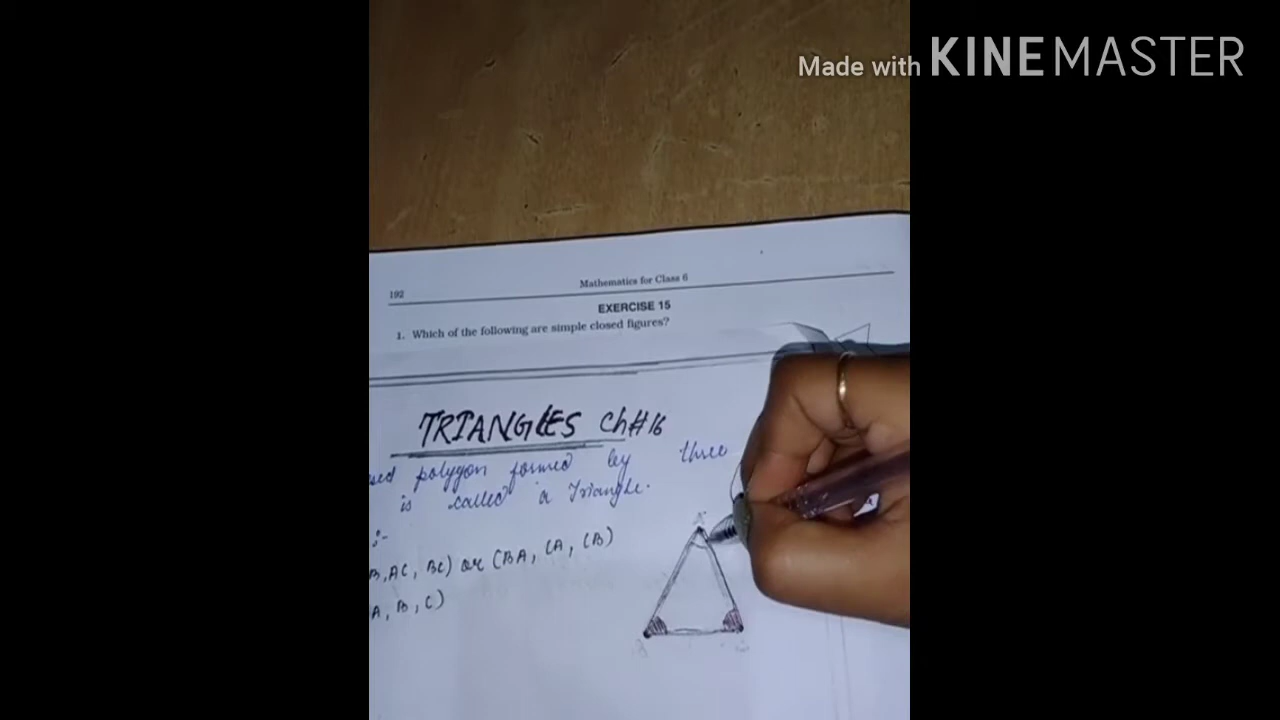 Made with KINEMASTER
192
Mathematics for Class 6
EXERCISE 15
1. Which of the following are simple closed figures?
TRIANGLES Ch#16
sed polygon formed by three
is called a Triangle.
:-
B, AC, BC) or (BA, CA, CB)
A, B, C)
A
B